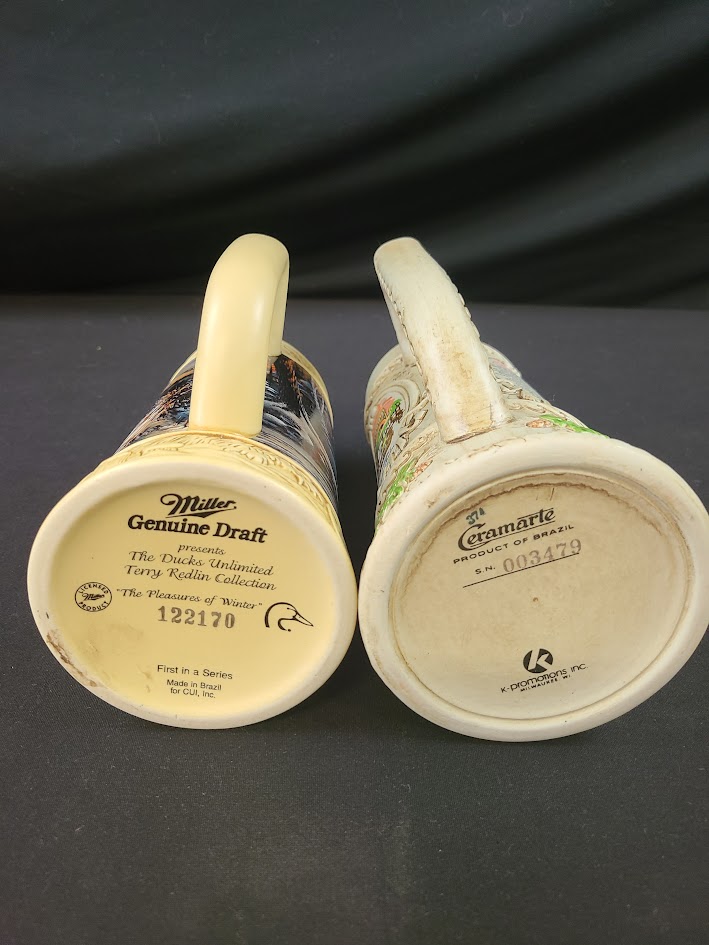 Miller
Genuine Draft
presents
The Ducks Unlimited
Terry Redlin Collection
"The Pleasures of Winter"
122170
LICENSED
Miller
PRODUCT
First in a Series
Made in Brazil
for CUI, Inc.
374
Ceramarte
PRODUCT OF BRAZIL
S.N. 003479
K
k-promotions inc.
MILWAUKEE WI